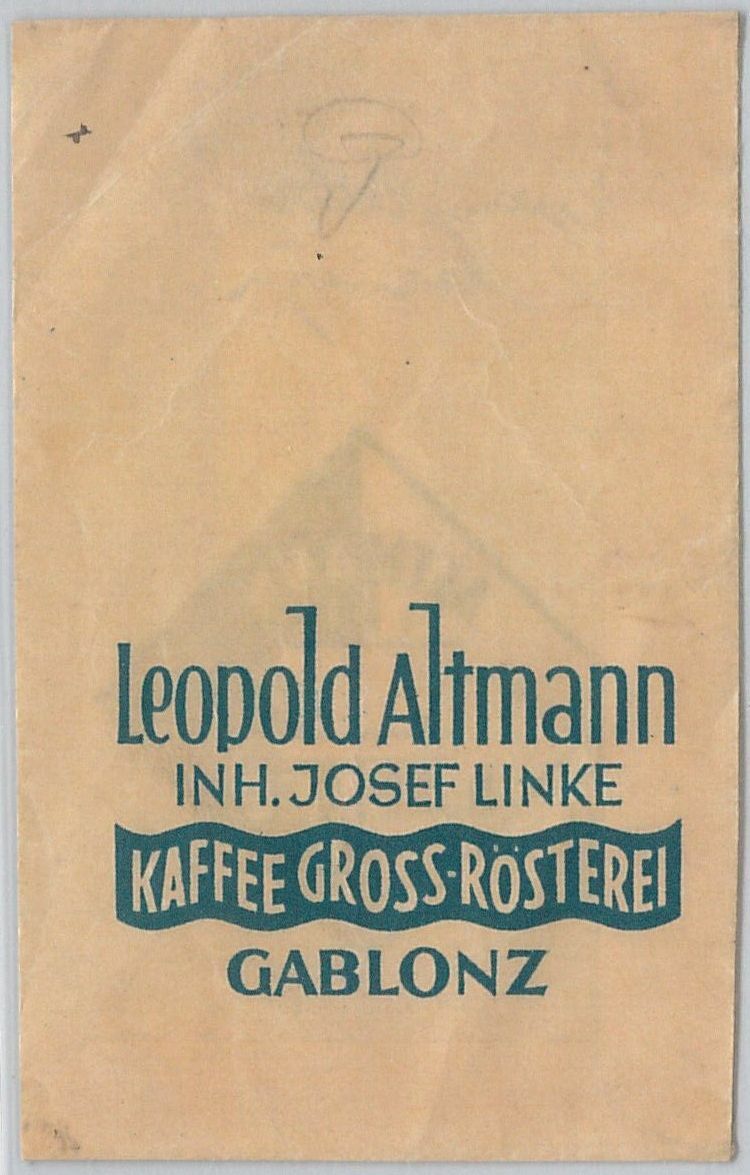 Leopold Altmann
INH. JOSEF LINKE
KAFFEE GROSS-RÖSTEREI
GABLONZ